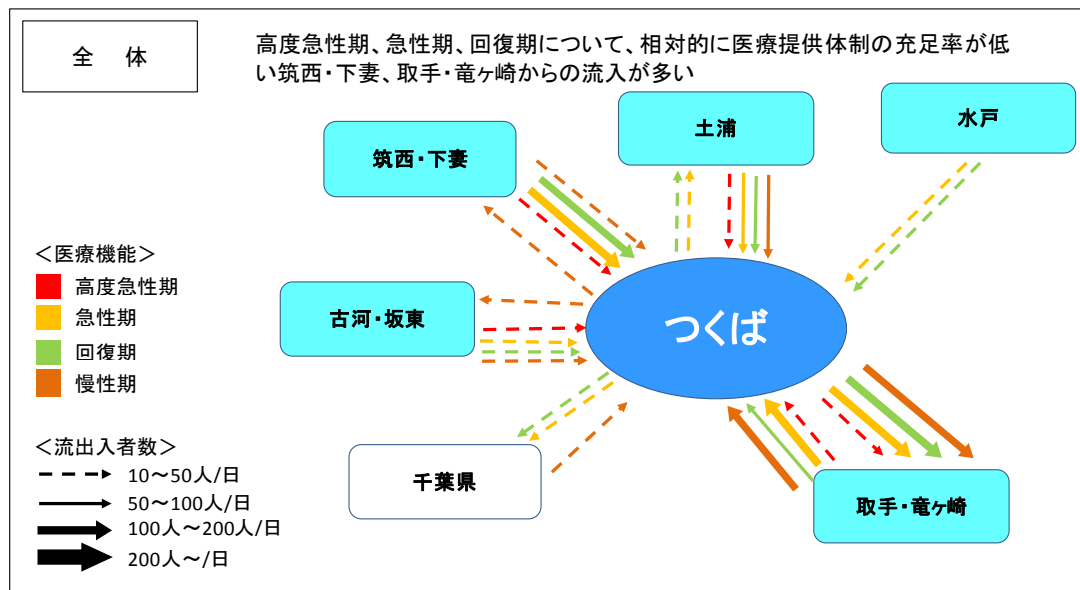 全 体
高度急性期、急性期、回復期について、相対的に医療提供体制の充足率が低
い筑西・下妻、取手・竜ヶ崎からの流入が多い
筑西・下妻
土浦
水戸
＜医療機能＞
高度急性期
急性期
回復期
慢性期
古河・坂東
つくば
＜流出入者数＞
10～50人/日
50～100人/日
100人～200人/日
200人～/日
千葉県
取手・竜ヶ崎